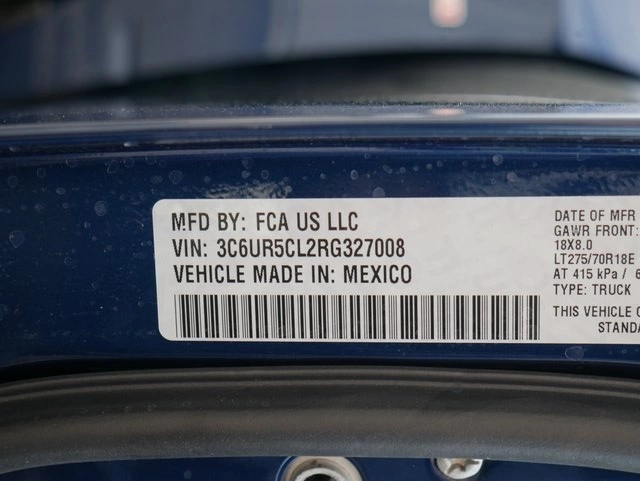 MFD BY: FCA US LLC
VIN: 3C6UR5CL2RG327008
VEHICLE MADE IN: MEXICO
DATE OF MFR
GAWR FRONT:
18X8.0
LT275/70R18E
AT 415 kPa / 6
TYPE: TRUCK
THIS VEHICLE C
STANDA